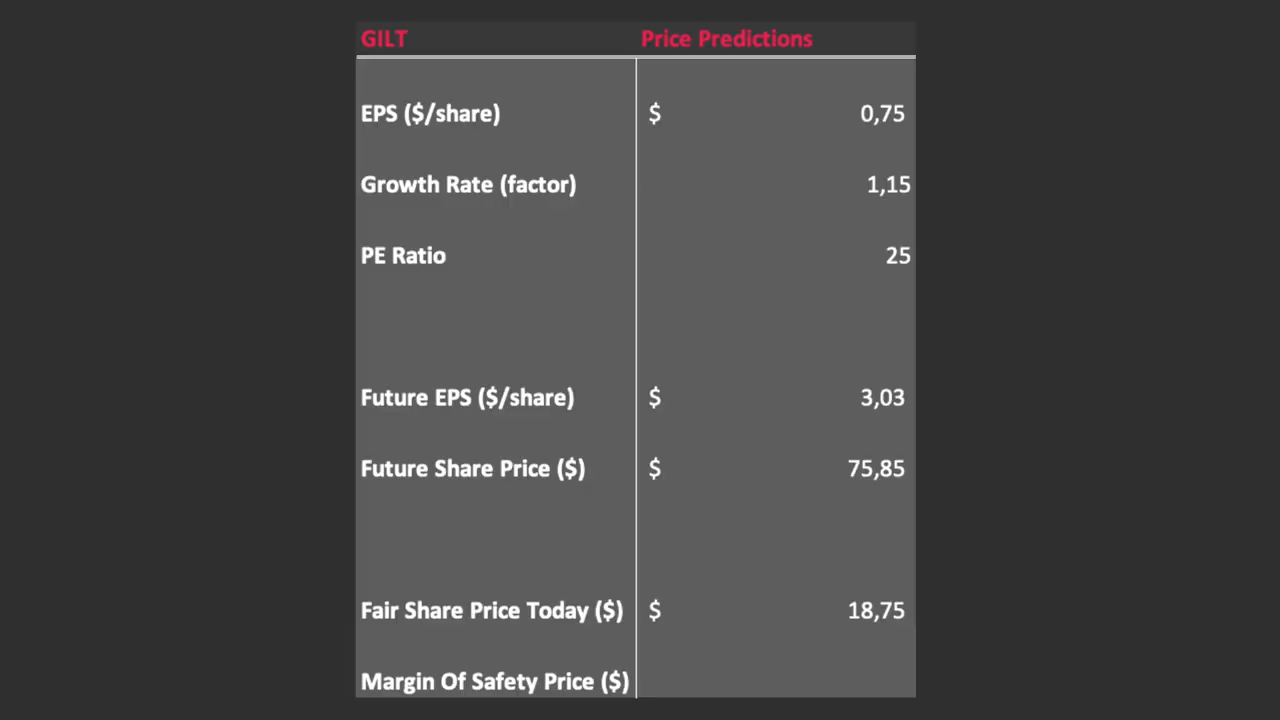 GILT Price Predictions
EPS ($/share) $ 0,75
Growth Rate (factor) 1,15
PE Ratio 25
Future EPS ($/share) $ 3,03
Future Share Price ($) $ 75,85
Fair Share Price Today ($) $ 18,75
Margin Of Safety Price ($)